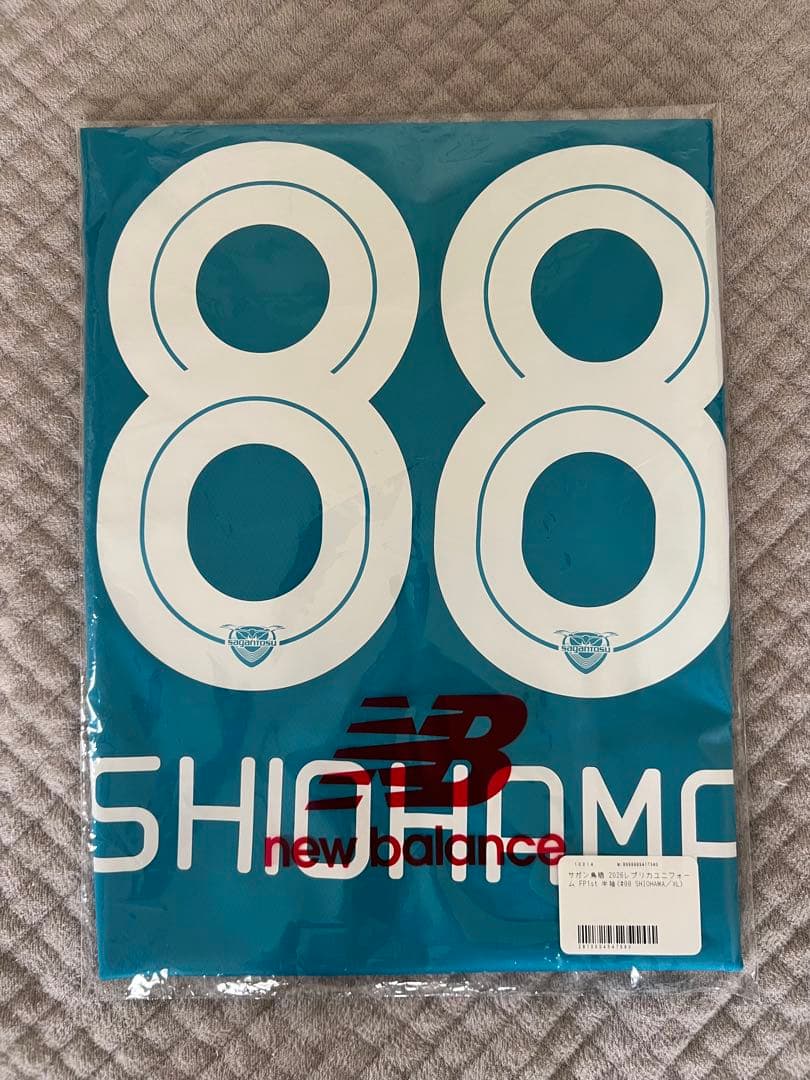 88
sagantosu
sagantosu
SHIOHAMA
new balance
サガン鳥栖 2026レプリカユニフォー
ム FP1st 半袖(#88 SHIOHAMA/XL)